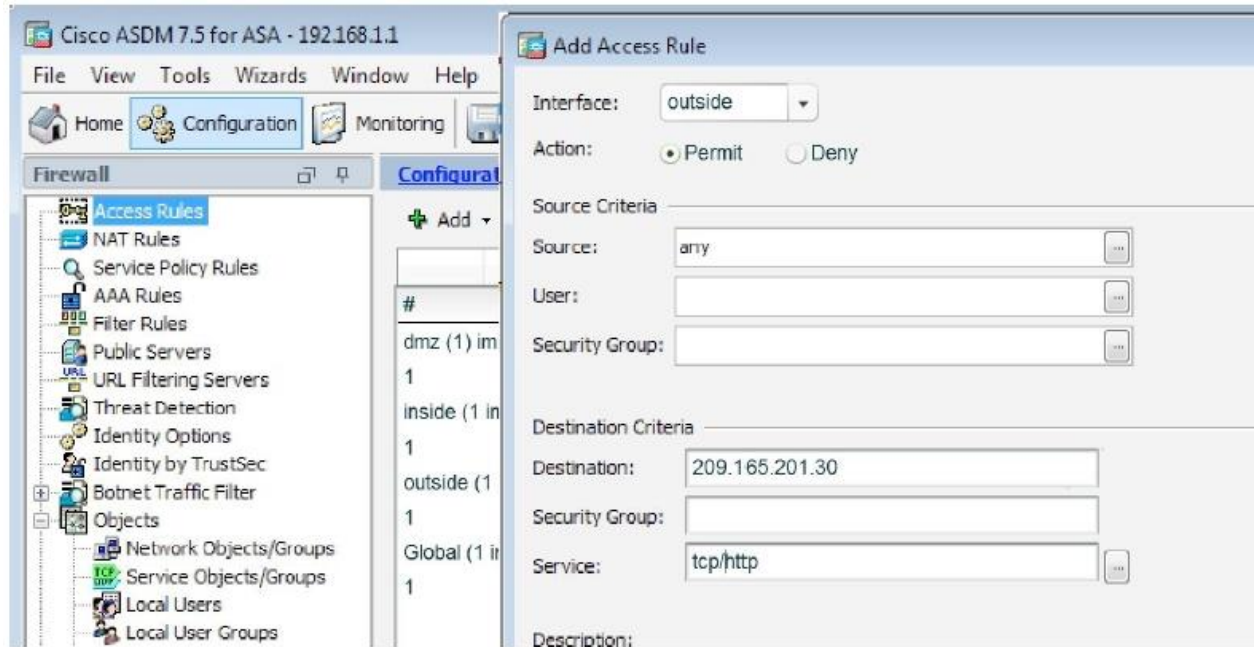 Cisco ASDM 7.5 for ASA - 192.168.1.1
File View Tools Wizards Window Help
Home Configuration Monitoring
Firewall
Access Rules
NAT Rules
Service Policy Rules
AAA Rules
Filter Rules
Public Servers
URL Filtering Servers
Threat Detection
Identity Options
Identity by TrustSec
Botnet Traffic Filter
Objects
Network Objects/Groups
Service Objects/Groups
Local Users
Local User Groups
Configurat
Add
#
dmz (1) im
1
inside (1 in
1
outside (1
1
Global (1 in
1
Add Access Rule
Interface: outside
Action: Permit Deny
Source Criteria
Source: any
User:
Security Group:
Destination Criteria
Destination: 209.165.201.30
Security Group:
Service: tcp/http
Description: